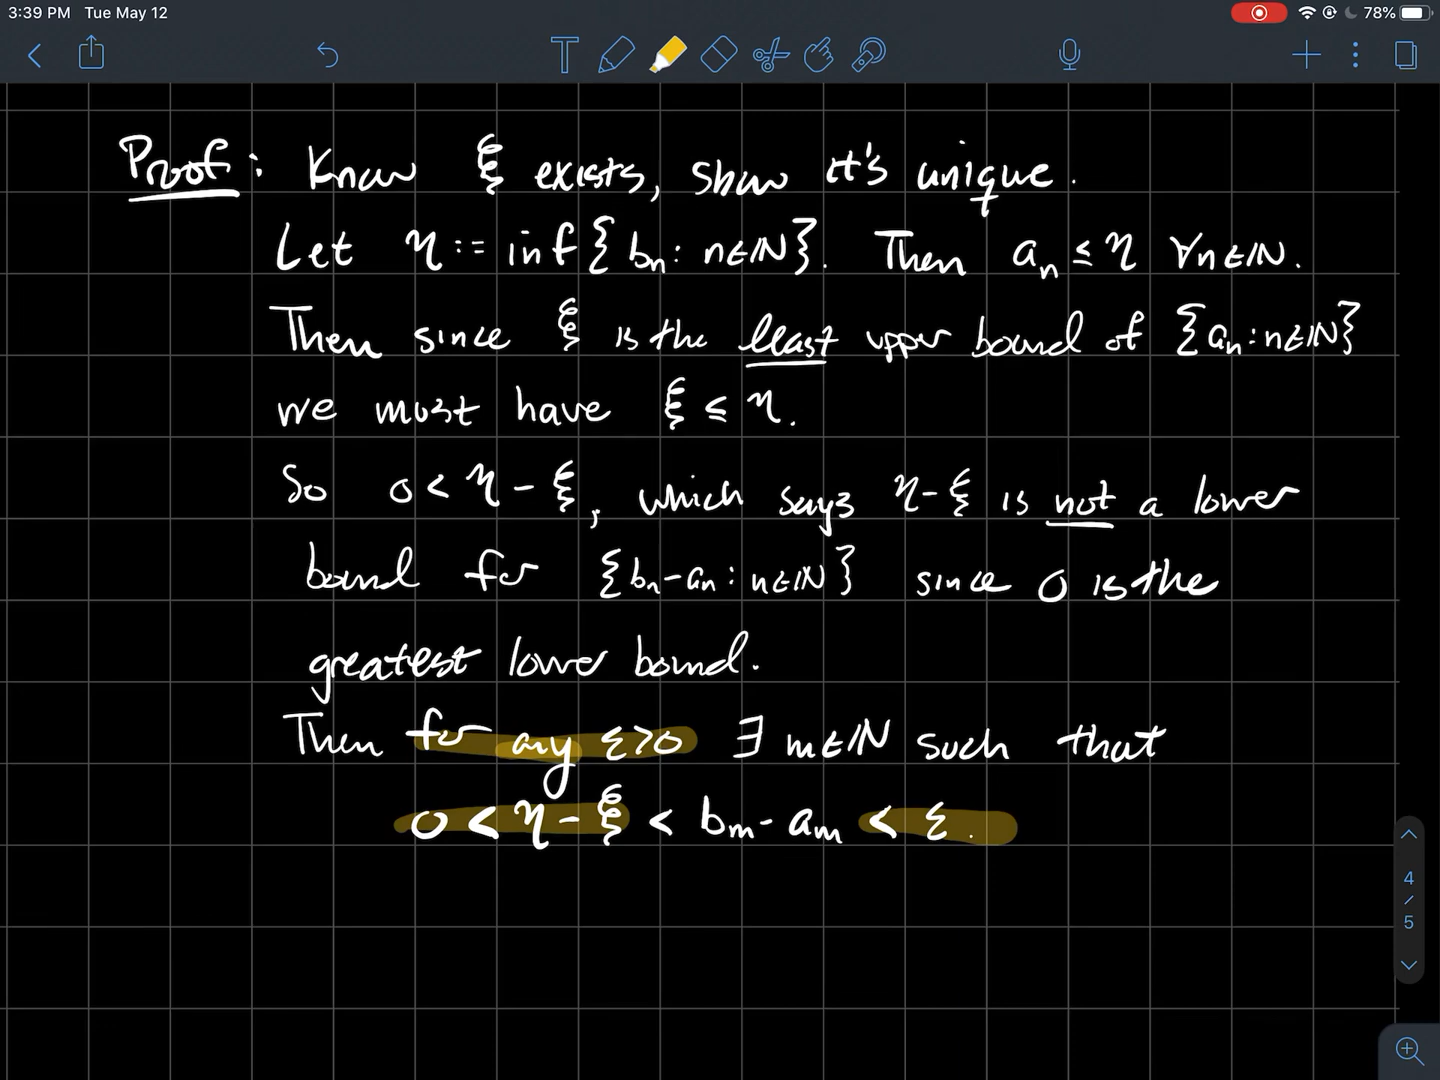 3:39 PM Tue May 12 78%
Proof: Know ξ exists, show it's unique.
Let η := inf{bₙ : n∈ℕ}. Then aₙ ≤ η ∀n∈ℕ.
Then since ξ is the least upper bound of {aₙ : n∈ℕ}
we must have ξ ≤ η.
So 0 < η - ξ, which says η - ξ is not a lower
bound for {bₙ - aₙ : n∈ℕ} since 0 is the
greatest lower bound.
Then for any ε>0 ∃ m∈ℕ such that
0 < η - ξ < bₘ - aₘ < ε.
4
/
5